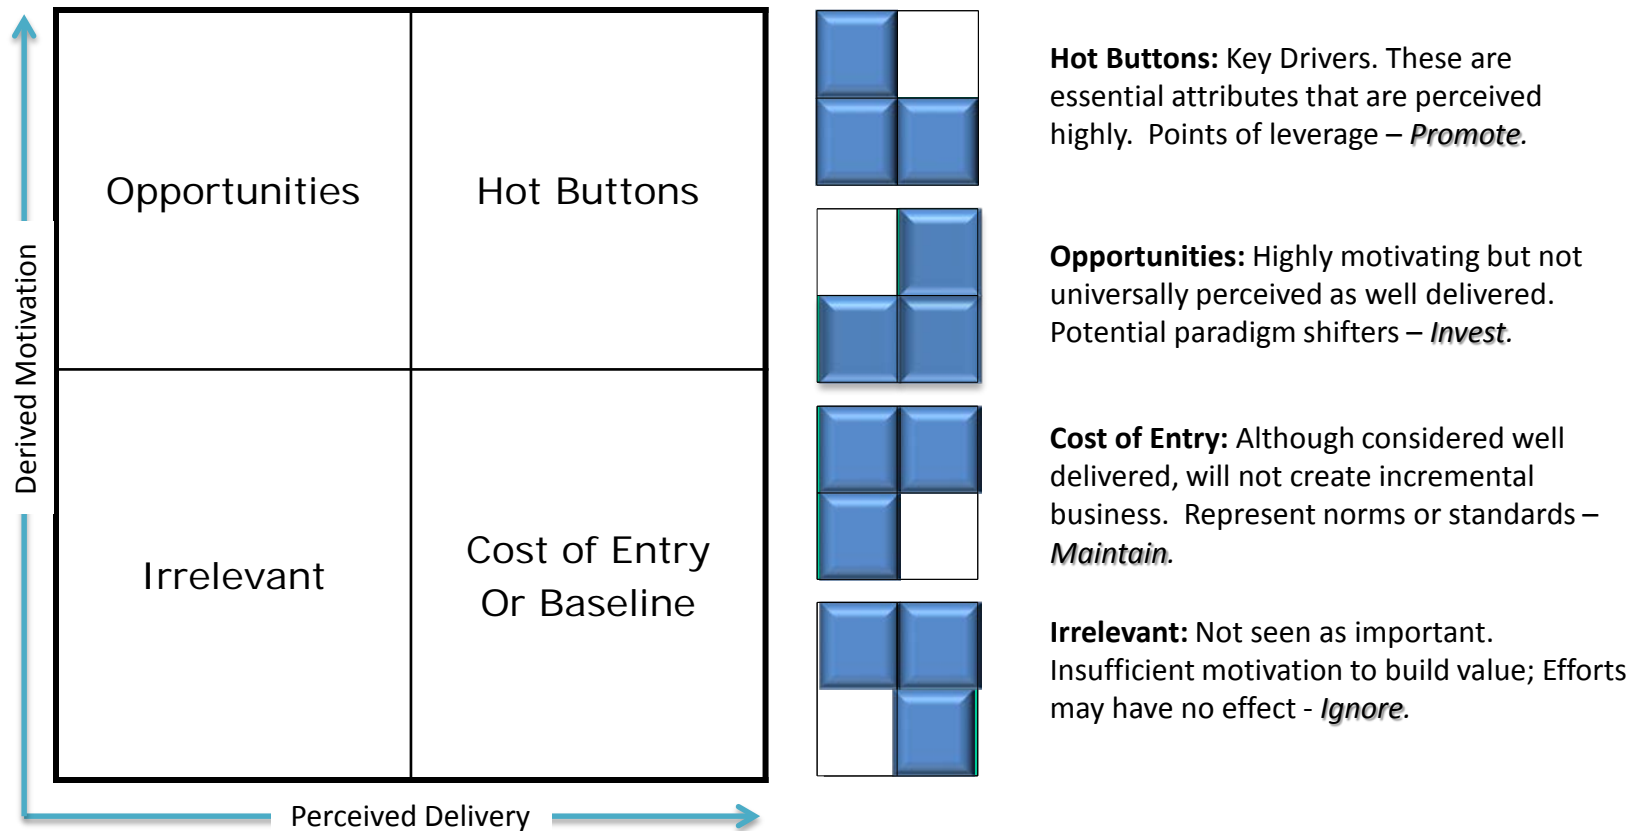 Derived Motivation
Opportunities
Hot Buttons
Irrelevant
Cost of Entry
Or Baseline
Perceived Delivery
Hot Buttons: Key Drivers. These are
essential attributes that are perceived
highly.  Points of leverage – Promote.
Opportunities: Highly motivating but not
universally perceived as well delivered.
Potential paradigm shifters – Invest.
Cost of Entry: Although considered well
delivered, will not create incremental
business.  Represent norms or standards –
Maintain.
Irrelevant: Not seen as important.
Insufficient motivation to build value; Efforts
may have no effect - Ignore.